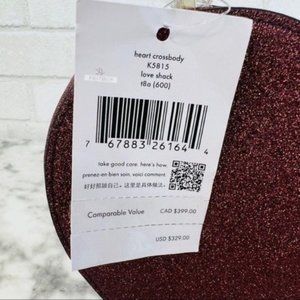 heart crossbody
K5815
love shack
t8o (600)
7 67883 26164 4
take good care. here's how.
prenez-en bien soin. voici comment.
好好照顾自己。这里是具体做法。
Comparable Value CAD $399.00
USD $329.00